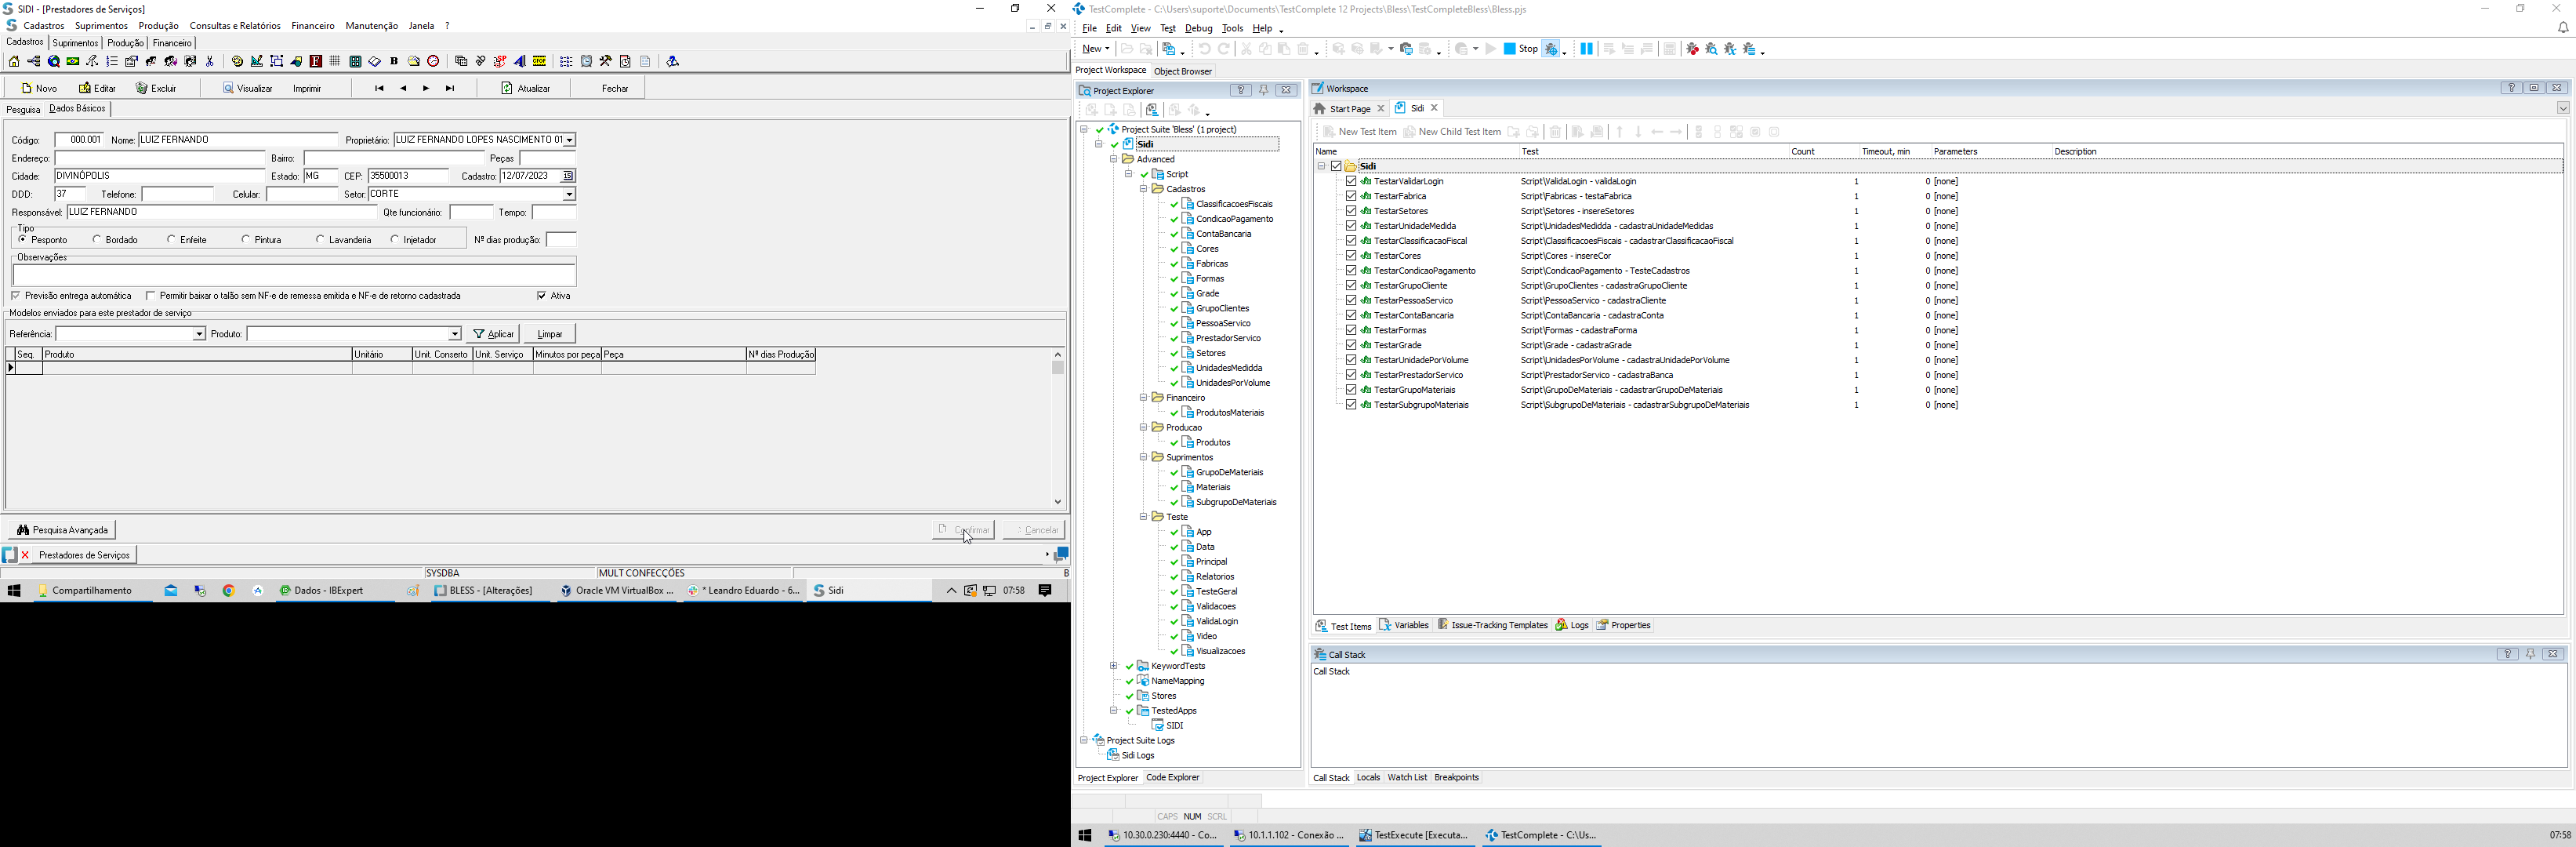 SIDI - [Prestadores de Serviços]
Cadastros Suprimentos Produção Consultas e Relatórios Financeiro Manutenção Janela ?
Cadastros Suprimentos Produção Financeiro
Novo Editar Excluir Visualizar Imprimir Atualizar Fechar
Pesquisa Dados Básicos
Código: 000.001 Nome: LUIZ FERNANDO Proprietário: LUIZ FERNANDO LOPES NASCIMENTO 01
Endereço: Bairro: Peças
Cidade: DIVINÓPOLIS Estado: MG CEP: 35500013 Cadastro: 12/07/2023 15
DDD: 37 Telefone: Celular: Setor: CORTE
Responsável: LUIZ FERNANDO Qte funcionário: Tempo:
Tipo
Pesponto Bordado Enfeite Pintura Lavanderia Injetador Nº dias produção:
Observações
Previsão entrega automática Permitir baixar o talão sem NF-e de remessa emitida e NF-e de retorno cadastrada Ativa
Modelos enviados para este prestador de serviço
Referência: Produto: Aplicar Limpar
Seq. Produto Unitário Unit. Conserto Unit. Serviço Minutos por peça Peça Nº dias Produção
Pesquisa Avançada Confirmar Cancelar
Prestadores de Serviços
SYSDBA MULT CONFECÇÕES B
Compartilhamento Dados - IBExpert BLESS - [Alterações] Oracle VM VirtualBox ... * Leandro Eduardo - 6... Sidi 07:58
TestComplete - C:\Users\suporte\Documents\TestComplete 12 Projects\Bless\TestCompleteBless\Bless.pjs
File Edit View Test Debug Tools Help
New Stop
Project Workspace Object Browser
Project Explorer
Project Suite 'Bless' (1 project)
Sidi
Advanced
Script
Cadastros
ClassificacoesFiscais
CondicaoPagamento
ContaBancaria
Cores
Fabricas
Formas
Grade
GrupoClientes
PessoaServico
PrestadorServico
Setores
UnidadesMedidda
UnidadesPorVolume
Financeiro
ProdutosMateriais
Producao
Produtos
Suprimentos
GrupoDeMateriais
Materiais
SubgrupoDeMateriais
Teste
App
Data
Principal
Relatorios
TesteGeral
Validacoes
ValidaLogin
Video
Visualizacoes
KeywordTests
NameMapping
Stores
TestedApps
SIDI
Project Suite Logs
Sidi Logs
Project Explorer Code Explorer
Workspace
Start Page Sidi
New Test Item New Child Test Item
Name Test Count Timeout, min Parameters Description
Sidi
TestarValidarLogin Script\ValidaLogin - validaLogin 1 0 [none]
TestarFabrica Script\Fabricas - testaFabrica 1 0 [none]
TestarSetores Script\Setores - insereSetores 1 0 [none]
TestarUnidadeMedida Script\UnidadesMedidda - cadastraUnidadeMedidas 1 0 [none]
TestarClassificacaoFiscal Script\ClassificacoesFiscais - cadastrarClassificacaoFiscal 1 0 [none]
TestarCores Script\Cores - insereCor 1 0 [none]
TestarCondicaoPagamento Script\CondicaoPagamento - TesteCadastros 1 0 [none]
TestarGrupoCliente Script\GrupoClientes - cadastraGrupoCliente 1 0 [none]
TestarPessoaServico Script\PessoaServico - cadastraCliente 1 0 [none]
TestarContaBancaria Script\ContaBancaria - cadastraConta 1 0 [none]
TestarFormas Script\Formas - cadastraForma 1 0 [none]
TestarGrade Script\Grade - cadastraGrade 1 0 [none]
TestarUnidadePorVolume Script\UnidadesPorVolume - cadastraUnidadePorVolume 1 0 [none]
TestarPrestadorServico Script\PrestadorServico - cadastraBanca 1 0 [none]
TestarGrupoMateriais Script\GrupoDeMateriais - cadastrarGrupoDeMateriais 1 0 [none]
TestarSubgrupoMateriais Script\SubgrupoDeMateriais - cadastrarSubgrupoDeMateriais 1 0 [none]
Test Items Variables Issue-Tracking Templates Logs Properties
Call Stack
Call Stack
Call Stack Locals Watch List Breakpoints
CAPS NUM SCRL
10.30.0.230:4440 - Co... 10.1.1.102 - Conexão ... TestExecute [Executa... TestComplete - C:\Us... 07:58